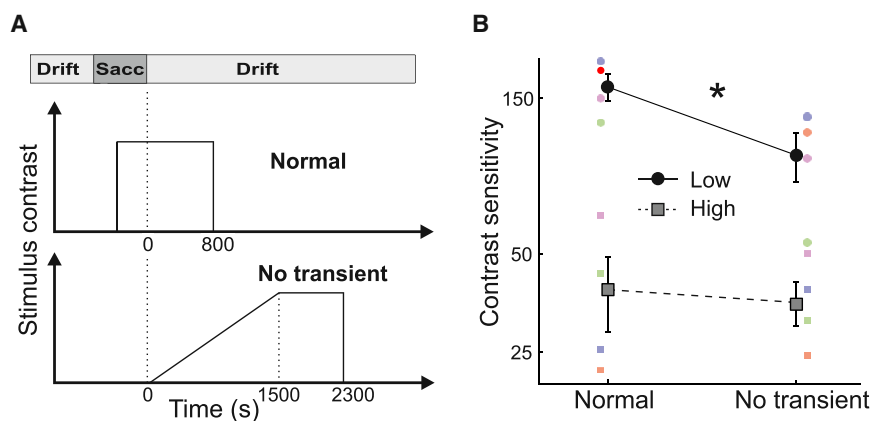 A
Drift Sacc Drift
Stimulus contrast
Normal
0 800
No transient
0 1500 2300
Time (s)
B
Contrast sensitivity
150
50
25
*
Low
High
Normal No transient